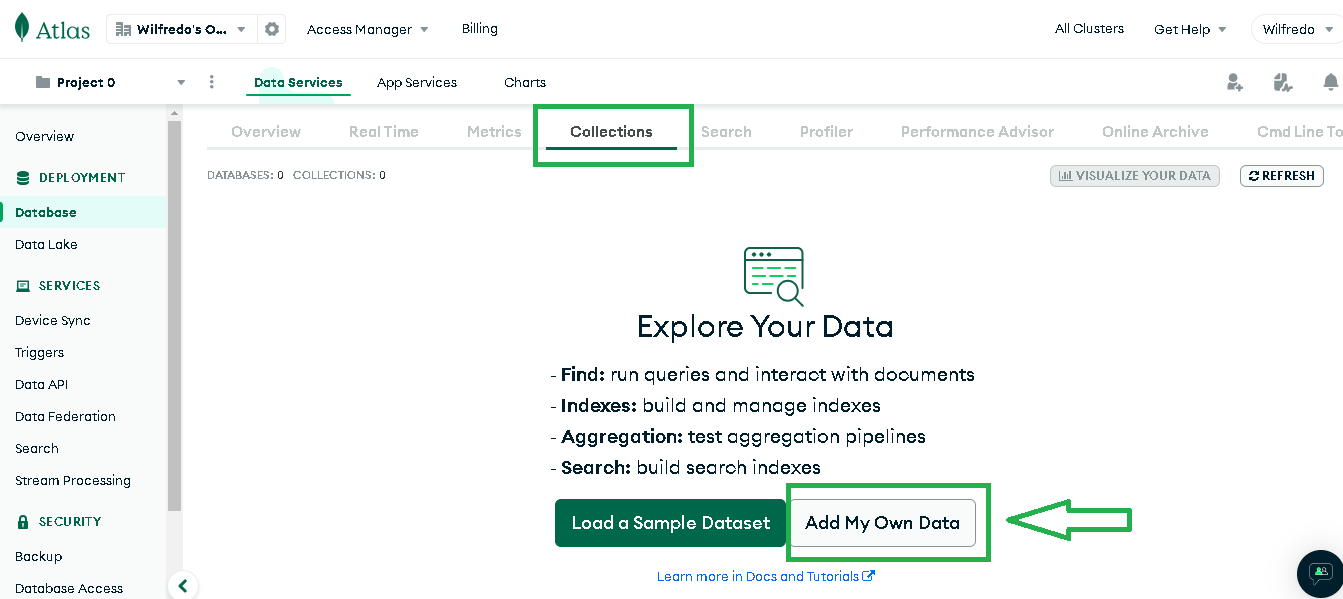 Atlas Wilfredo's O... Access Manager Billing All Clusters Get Help Wilfredo
Project 0 Data Services App Services Charts
Overview
DEPLOYMENT
Database
Data Lake
SERVICES
Device Sync
Triggers
Data API
Data Federation
Search
Stream Processing
SECURITY
Backup
Database Access
Overview Real Time Metrics Collections Search Profiler Performance Advisor Online Archive Cmd Line To
DATABASES: 0 COLLECTIONS: 0 VISUALIZE YOUR DATA REFRESH
Explore Your Data
- Find: run queries and interact with documents
- Indexes: build and manage indexes
- Aggregation: test aggregation pipelines
- Search: build search indexes
Load a Sample Dataset Add My Own Data
Learn more in Docs and Tutorials